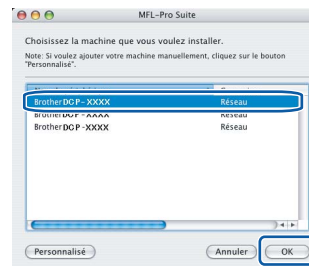 MFL-Pro Suite
Choisissez la machine que vous voulez installer.
Note: Si voulez ajouter votre machine manuellement, cliquez sur le bouton
"Personnalisé".
Brother DCP-XXXX Réseau
Brother DCP-XXXX Réseau
Brother DCP-XXXX Réseau
Personnalisé Annuler OK